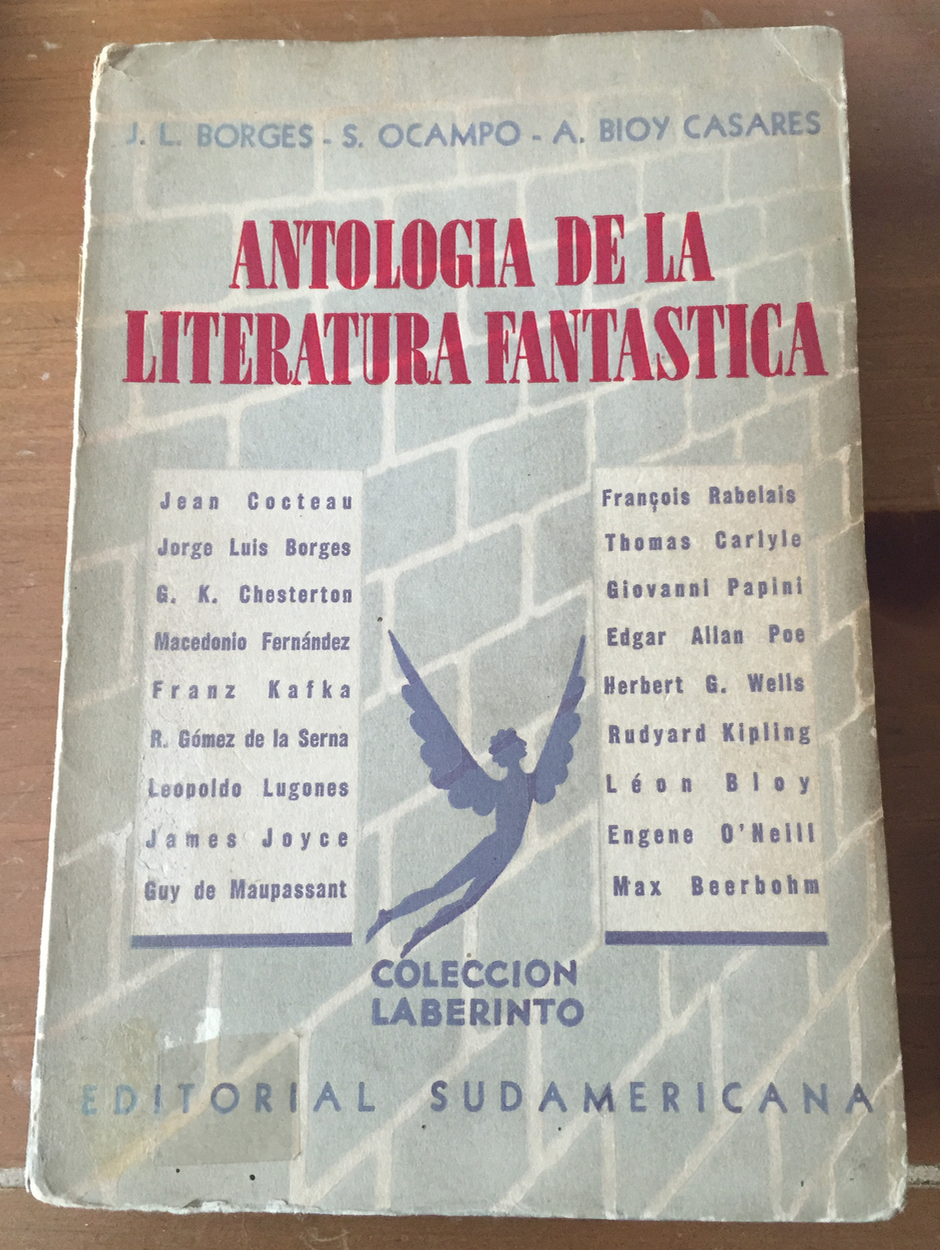 J. L. BORGES - S. OCAMPO - A. BIOY CASARES
ANTOLOGIA DE LA
LITERATURA FANTASTICA
Jean Cocteau
Jorge Luis Borges
G. K. Chesterton
Macedonio Fernández
Franz Kafka
R. Gómez de la Serna
Leopoldo Lugones
James Joyce
Guy de Maupassant
François Rabelais
Thomas Carlyle
Giovanni Papini
Edgar Allan Poe
Herbert G. Wells
Rudyard Kipling
Léon Bloy
Engene O'Neill
Max Beerbohm
COLECCION
LABERINTO
EDITORIAL SUDAMERICANA